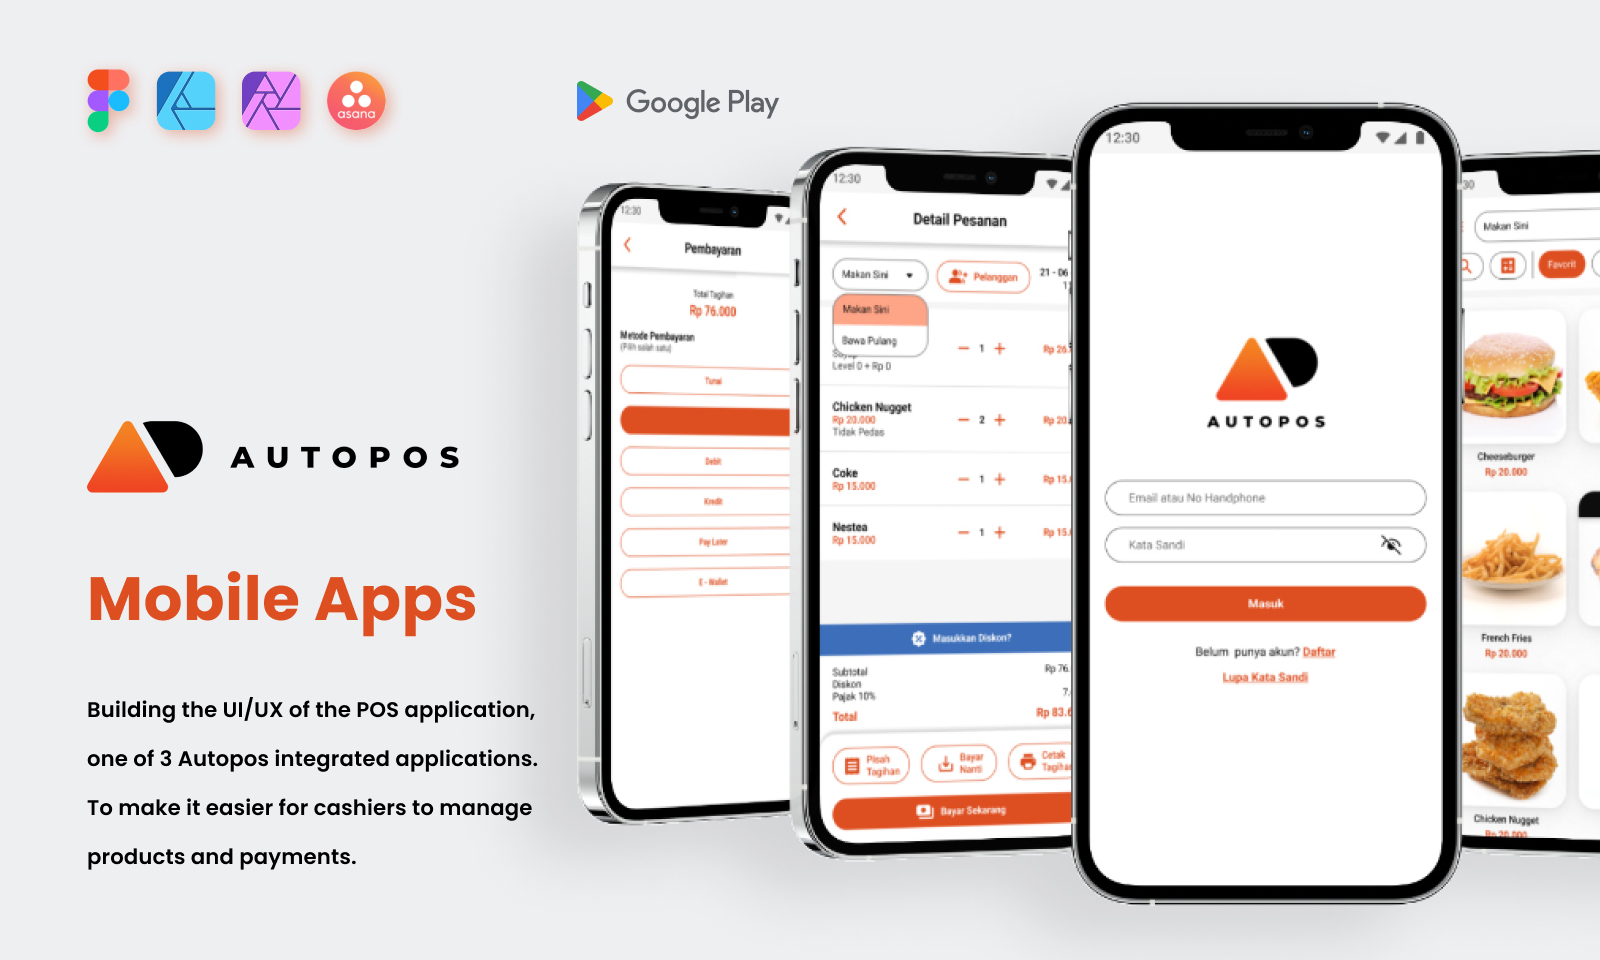 asana
Google Play
AUTOPOS
Mobile Apps
Building the UI/UX of the POS application,
one of 3 Autopos integrated applications.
To make it easier for cashiers to manage
products and payments.
12:30
Pembayaran
Total Tagihan
Rp 76.000
Metode Pembayaran
(Pilih salah satu)
Tunai
Debit
Kredit
Pay Later
E - Wallet
12:30
Detail Pesanan
Makan Sini
Pelanggan
21 - 06
Makan Sini
Bawa Pulang
Level 0 + Rp 0
1
Rp 26.
Chicken Nugget
Rp 20.000
Tidak Pedas
2
Rp 20.
Coke
Rp 15.000
1
Rp 15.
Nestea
Rp 15.000
1
Rp 15.
Masukkan Diskon?
Subtotal
Rp 76.
Diskon
Pajak 10%
7.
Total
Rp 83.6
Pisah
Tagihan
Bayar
Nanti
Cetak
Tagihan
Bayar Sekarang
12:30
AUTOPOS
Email atau No Handphone
Kata Sandi
Masuk
Belum punya akun? Daftar
Lupa Kata Sandi
30
Makan Sini
Favorit
Cheeseburger
Rp 20.000
French Fries
Rp 20.000
Chicken Nugget
Rp 20.000